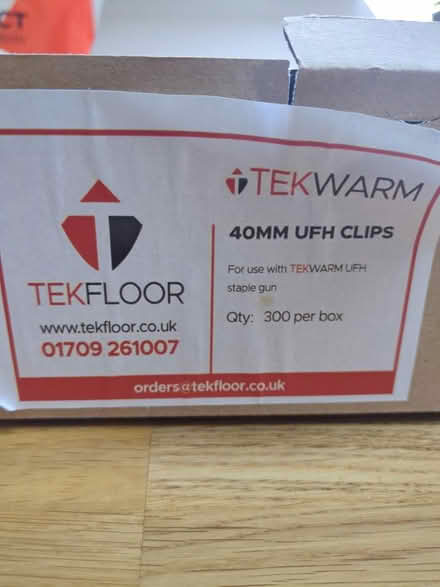 CT
TEKFLOOR
www.tekfloor.co.uk
01709 261007
TEKWARM
40MM UFH CLIPS
For use with TEKWARM UFH
staple gun
Qty: 300 per box
orders@tekfloor.co.uk